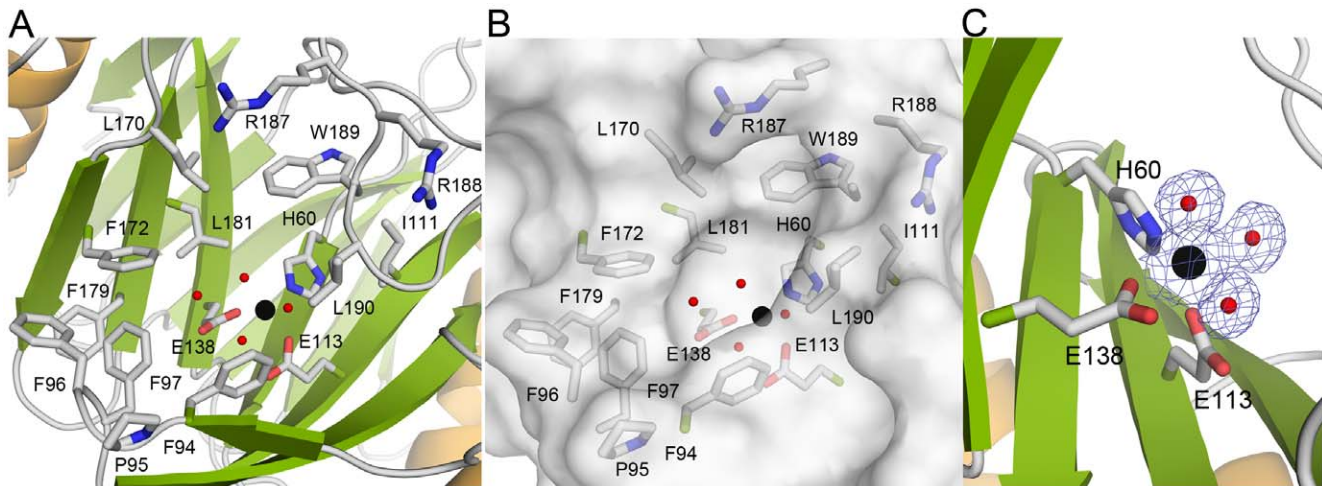 A
R187
L170
W189
R188
H60
I111
L181
F172
F179
L190
E138
E113
F96
F97
P95
F94
B
R187
R188
L170
W189
H60
L181
F172
I111
F179
L190
E138
E113
F96
F97
F94
P95
C
H60
E138
E113